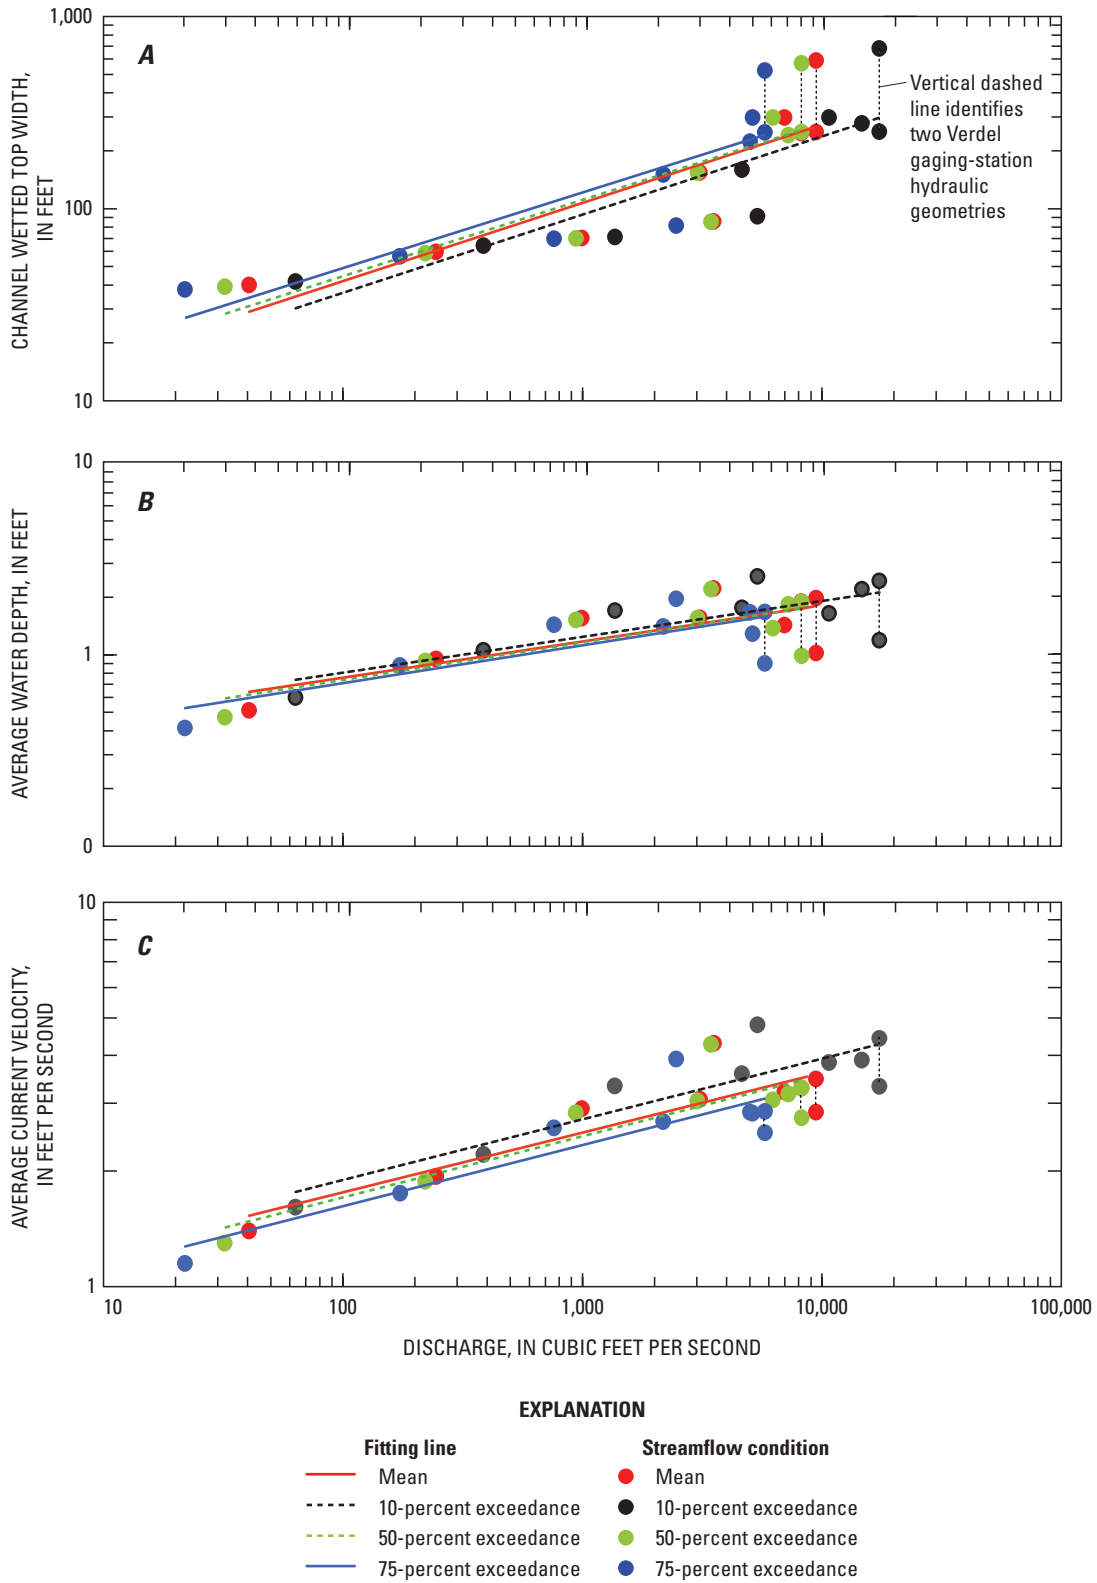 1,000
A
CHANNEL WETTED TOP WIDTH,
IN FEET
100
10
Vertical dashed
line identifies
two Verdel
gaging-station
hydraulic
geometries
10
B
AVERAGE WATER DEPTH, IN FEET
1
0
10
C
AVERAGE CURRENT VELOCITY,
IN FEET PER SECOND
1
10 100 1,000 10,000 100,000
DISCHARGE, IN CUBIC FEET PER SECOND
EXPLANATION
Fitting line Streamflow condition
Mean Mean
10-percent exceedance 10-percent exceedance
50-percent exceedance 50-percent exceedance
75-percent exceedance 75-percent exceedance